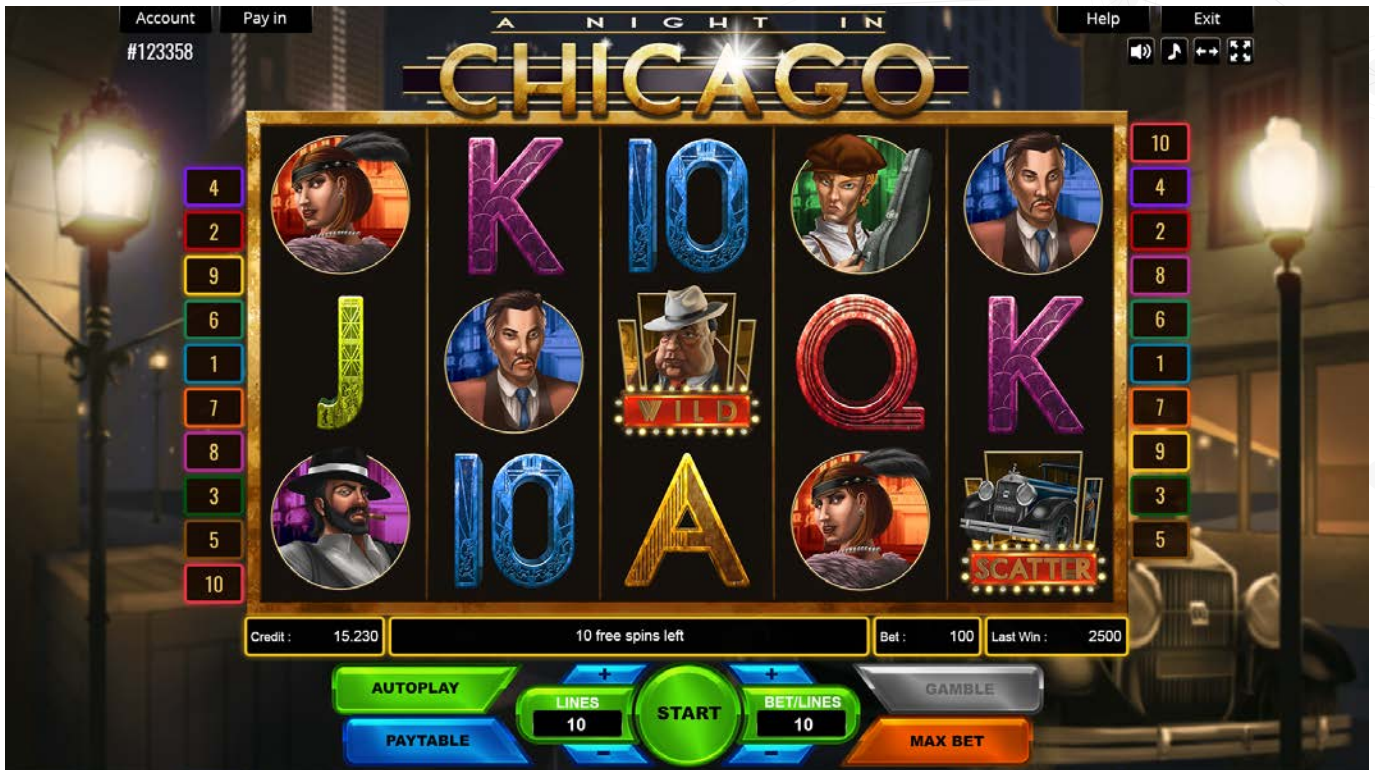 Account Pay in A NIGHT IN Help Exit
#123358
CHICAGO
K 10
10
4 4
2 2
9 8
J WILD Q K
6 6
1 1
7 7
8 9
10 A SCATTER
3 3
5 5
10
Credit : 15.230 10 free spins left Bet : 100 Last Win : 2500
AUTOPLAY LINES 10 START BET/LINES 10 GAMBLE
PAYTABLE MAX BET